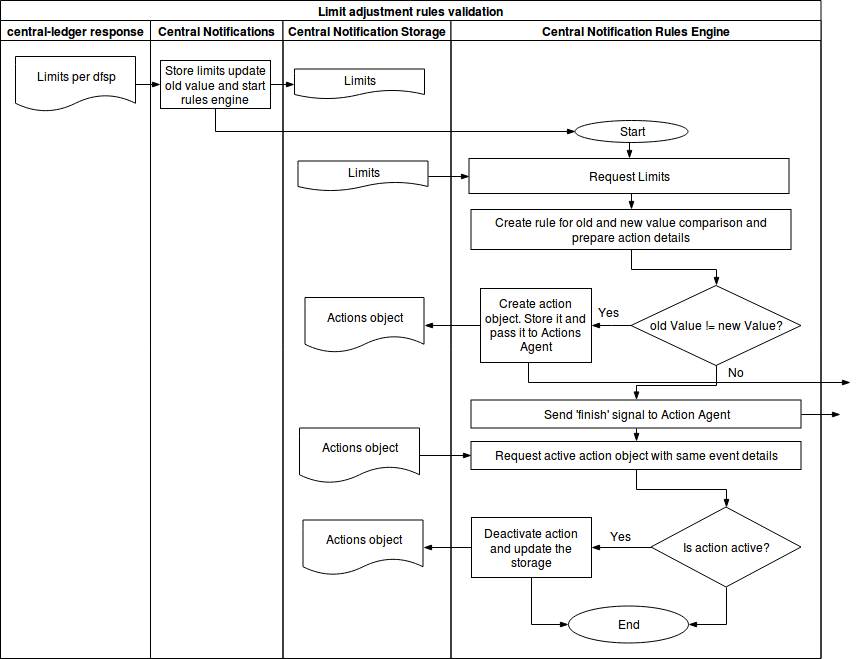 Limit adjustment rules validation
central-ledger response
Central Notifications
Central Notification Storage
Central Notification Rules Engine
Limits per dfsp
Store limits update
old value and start
rules engine
Limits
Start
Limits
Request Limits
Create rule for old and new value comparison and
prepare action details
Actions object
Create action
object. Store it and
pass it to Actions
Agent
Yes
old Value != new Value?
No
Send 'finish' signal to Action Agent
Actions object
Request active action object with same event details
Actions object
Deactivate action
and update the
storage
Yes
Is action active?
End